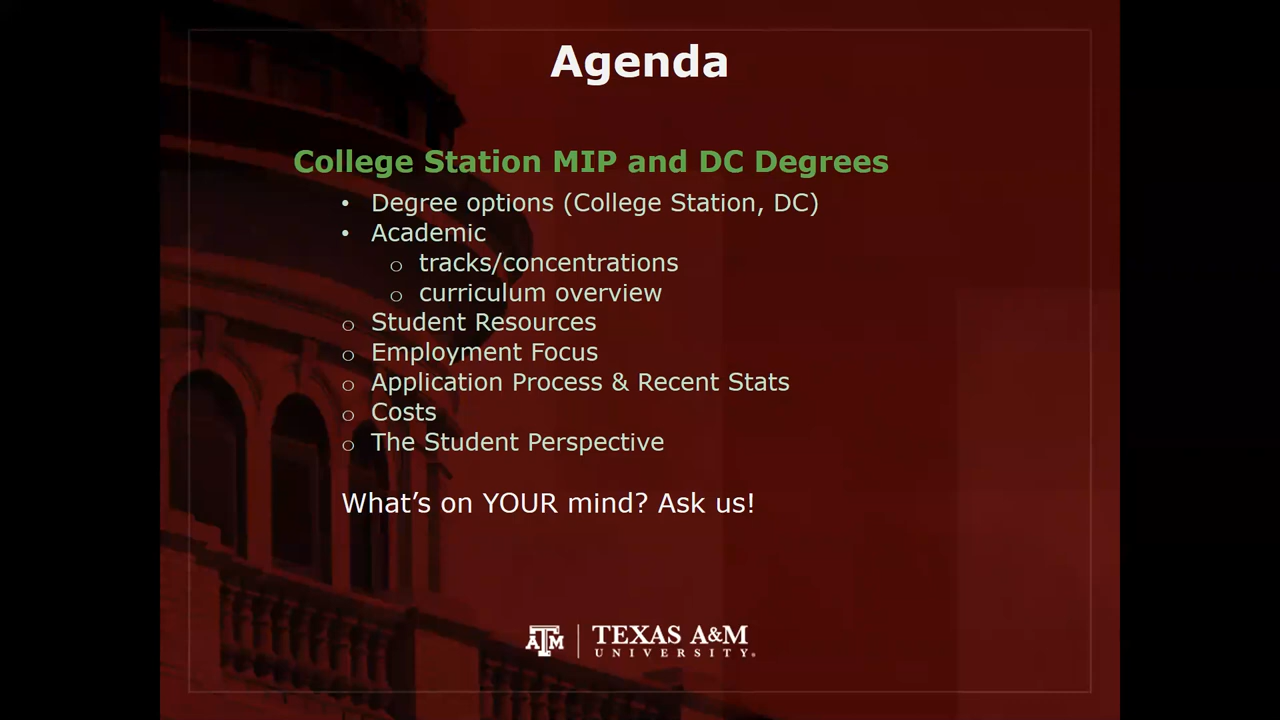 Agenda
College Station MIP and DC Degrees
• Degree options (College Station, DC)
• Academic
o tracks/concentrations
o curriculum overview
o Student Resources
o Employment Focus
o Application Process & Recent Stats
o Costs
o The Student Perspective
What's on YOUR mind? Ask us!
ATM | TEXAS A&M
UNIVERSITY®